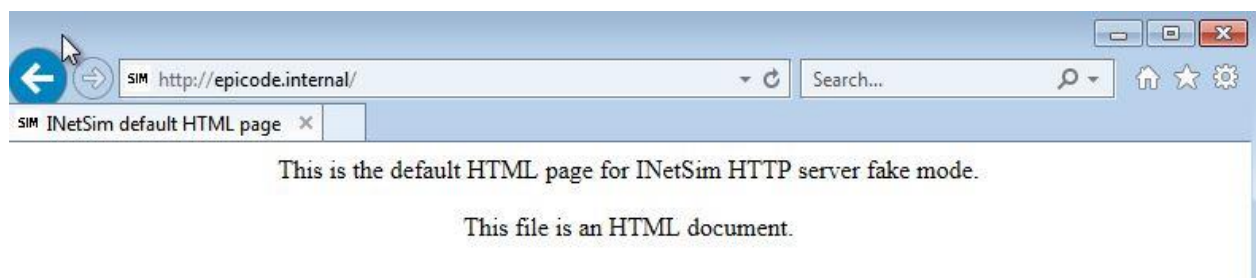 SIM http://epicode.internal/ Search...
SIM INetSim default HTML page
This is the default HTML page for INetSim HTTP server fake mode.
This file is an HTML document.